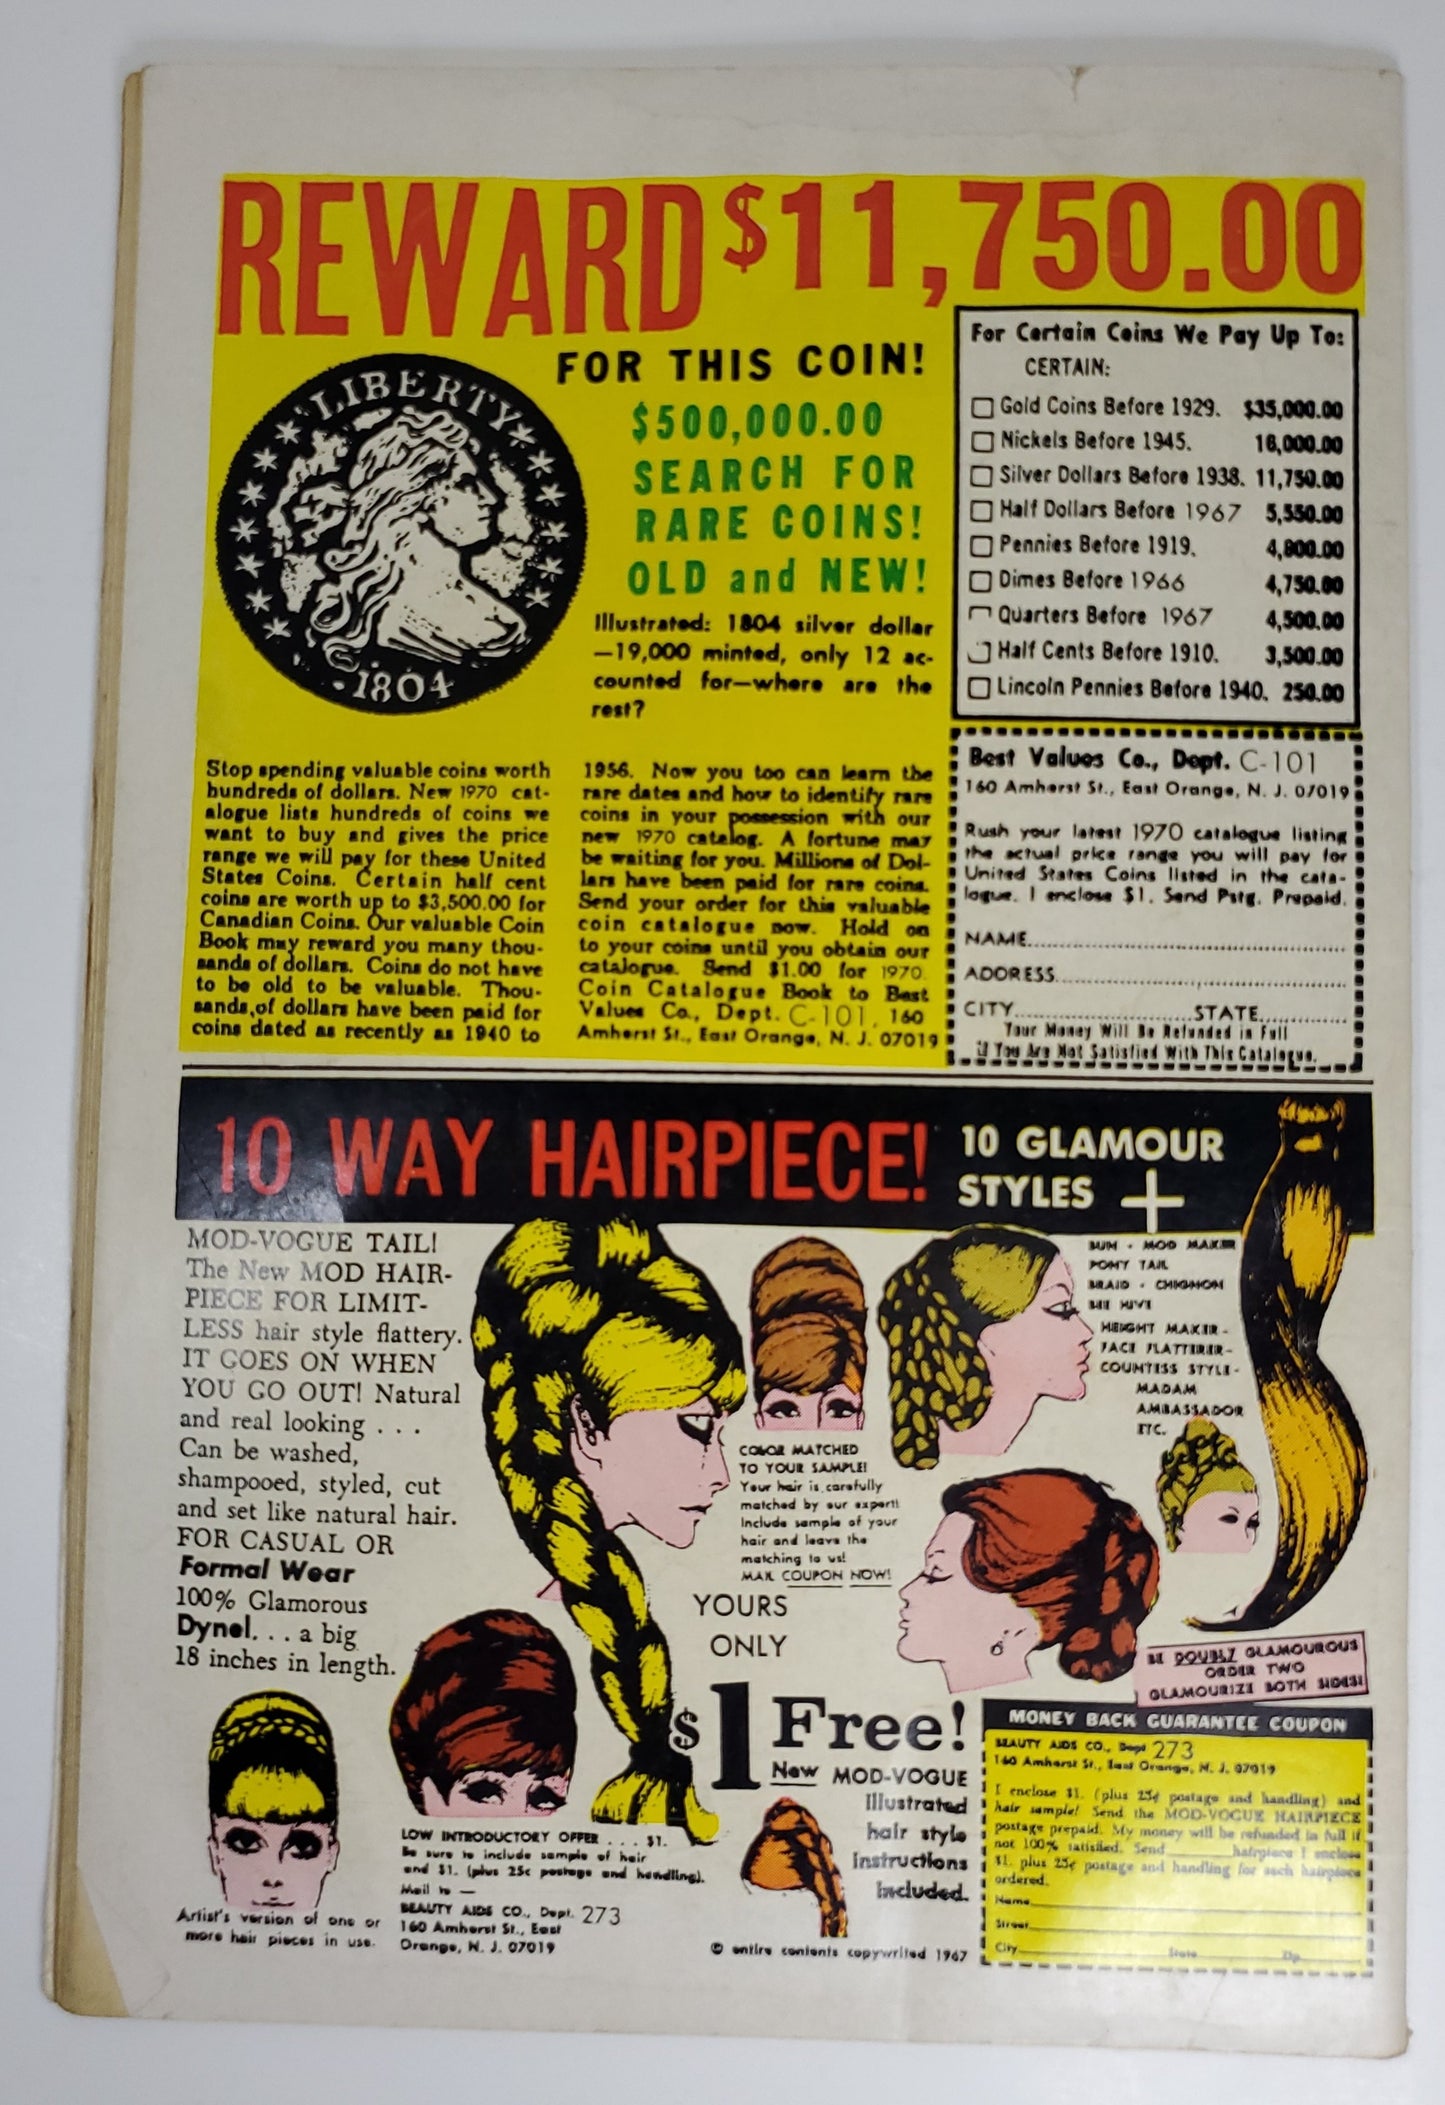 REWARD $11,750.00
FOR THIS COIN!
$500,000.00
SEARCH FOR
RARE COINS!
OLD and NEW!
Illustrated: 1804 silver dollar
—19,000 minted, only 12 ac-
counted for—where are the
rest?
LIBERTY
1804
Stop spending valuable coins worth
hundreds of dollars. New 1970 cat-
alogue lists hundreds of coins we
want to buy and gives the price
range we will pay for these United
States Coins. Certain half cent
coins are worth up to $3,500.00 for
Canadian Coins. Our valuable Coin
Book may reward you many thou-
sands of dollars. Coins do not have
to be old to be valuable. Thou-
sands of dollars have been paid for
coins dated as recently as 1940 to
1956. Now you too can learn the
rare dates and how to identify rare
coins in your possession with our
new 1970 catalog. A fortune may
be waiting for you. Millions of Dol-
lars have been paid for rare coins.
Send your order for this valuable
coin catalogue now. Hold on
to your coins until you obtain our
catalogue. Send $1.00 for 1970
Coin Catalogue Book to Best
Values Co., Dept. C-101, 160
Amherst St., East Orange, N. J. 07019
For Certain Coins We Pay Up To:
CERTAIN:
Gold Coins Before 1929. $35,000.00
Nickels Before 1945. 16,000.00
Silver Dollars Before 1938. 11,750.00
Half Dollars Before 1967 5,550.00
Pennies Before 1919. 4,800.00
Dimes Before 1966 4,750.00
Quarters Before 1967 4,500.00
Half Cents Before 1910. 3,500.00
Lincoln Pennies Before 1940. 250.00
Best Values Co., Dept. C-101
160 Amherst St., East Orange, N. J. 07019
Rush your latest 1970 catalogue listing
the actual price range you will pay for
United States Coins listed in the cata-
logue. I enclose $1. Send Pstg. Prepaid.
NAME
ADDRESS
CITY STATE
Your Money Will Be Refunded in Full
if You Are Not Satisfied With This Catalogue.
10 WAY HAIRPIECE! 10 GLAMOUR
STYLES +
MOD-VOGUE TAIL!
The New MOD HAIR-
PIECE FOR LIMIT-
LESS hair style flattery.
IT GOES ON WHEN
YOU GO OUT! Natural
and real looking . . .
Can be washed,
shampooed, styled, cut
and set like natural hair.
FOR CASUAL OR
Formal Wear
100% Glamorous
Dynel. . . a big
18 inches in length.
BUN - MOD MAKER
PONY TAIL
BRAID - CHIGNON
BEE HIVE
HEIGHT MAKER -
FACE FLATTERER -
COUNTESS STYLE -
MADAM
AMBASSADOR
ETC.
COLOR MATCHED
TO YOUR SAMPLE!
Your hair is carefully
matched by our expert!
Include sample of your
hair and leave the
matching to us!
MAIL COUPON NOW!
YOURS
ONLY
$1 Free!
New MOD-VOGUE
Illustrated
hair style
instructions
included.
BE DOUBLY GLAMOUROUS
ORDER TWO
GLAMOURIZE BOTH SIDES!
Artist's version of one or
more hair pieces in use.
LOW INTRODUCTORY OFFER . . . $1.
Be sure to include sample of hair
and $1. (plus 25c postage and handling).
Mail to —
BEAUTY AIDS CO., Dept. 273
160 Amherst St., East
Orange, N. J. 07019
© entire contents copywrited 1967
MONEY BACK GUARANTEE COUPON
BEAUTY AIDS CO., Dept 273
160 Amherst St., East Orange, N. J. 07019
I enclose $1. (plus 25¢ postage and handling) and
hair sample! Send the MOD-VOGUE HAIRPIECE
postage prepaid. My money will be refunded in full if
not 100% satisfied. Send hairpiece I enclose
$1. plus 25¢ postage and handling for each hairpiece
ordered.
Name
Street
City State Zip